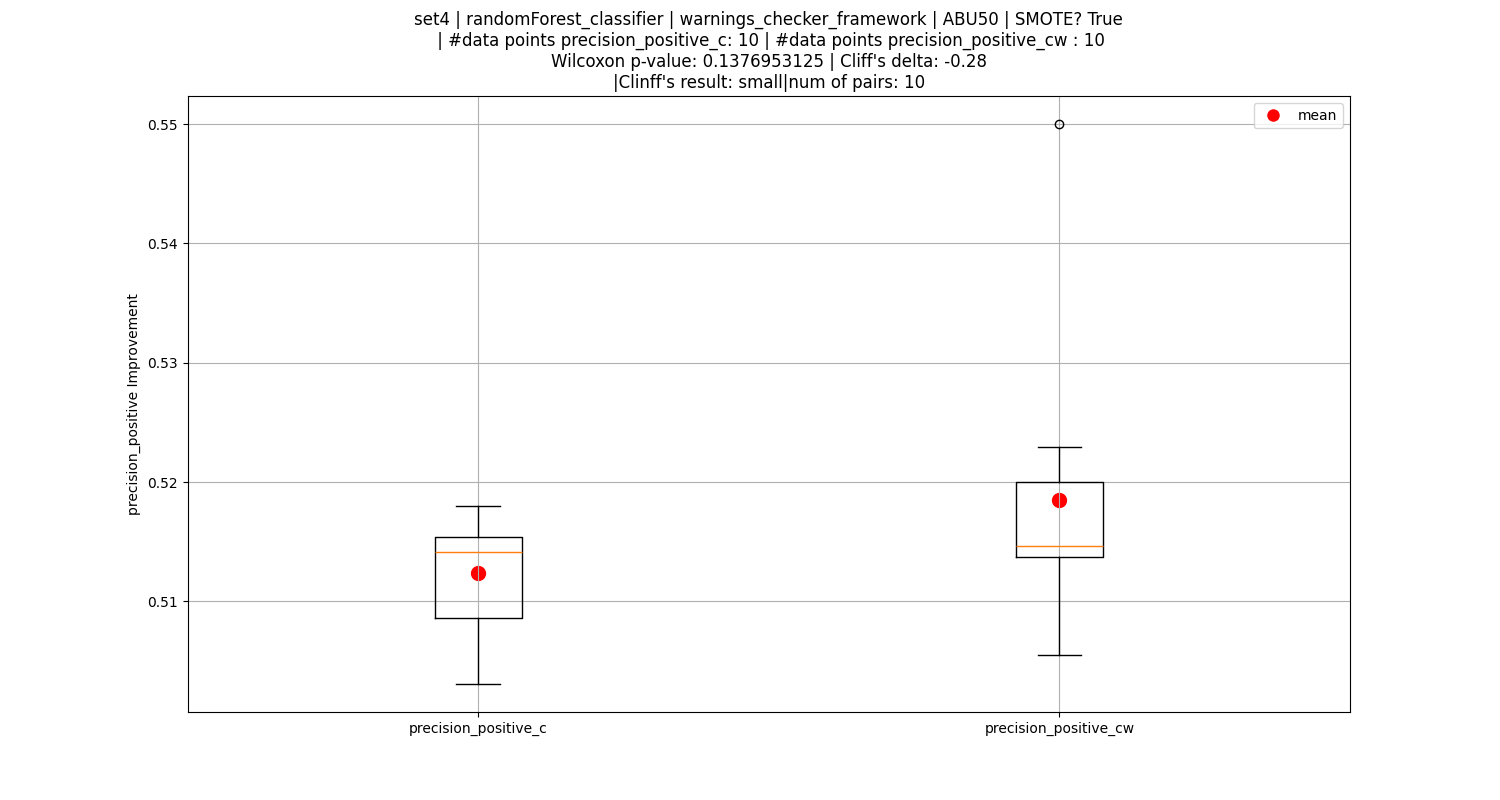 set4 | randomForest_classifier | warnings_checker_framework | ABU50 | SMOTE? True
| #data points precision_positive_c: 10 | #data points precision_positive_cw : 10
Wilcoxon p-value: 0.1376953125 | Cliff's delta: -0.28
|Clinff's result: small|num of pairs: 10
mean
0.55
0.54
0.53
0.52
0.51
precision_positive Improvement
precision_positive_c
precision_positive_cw